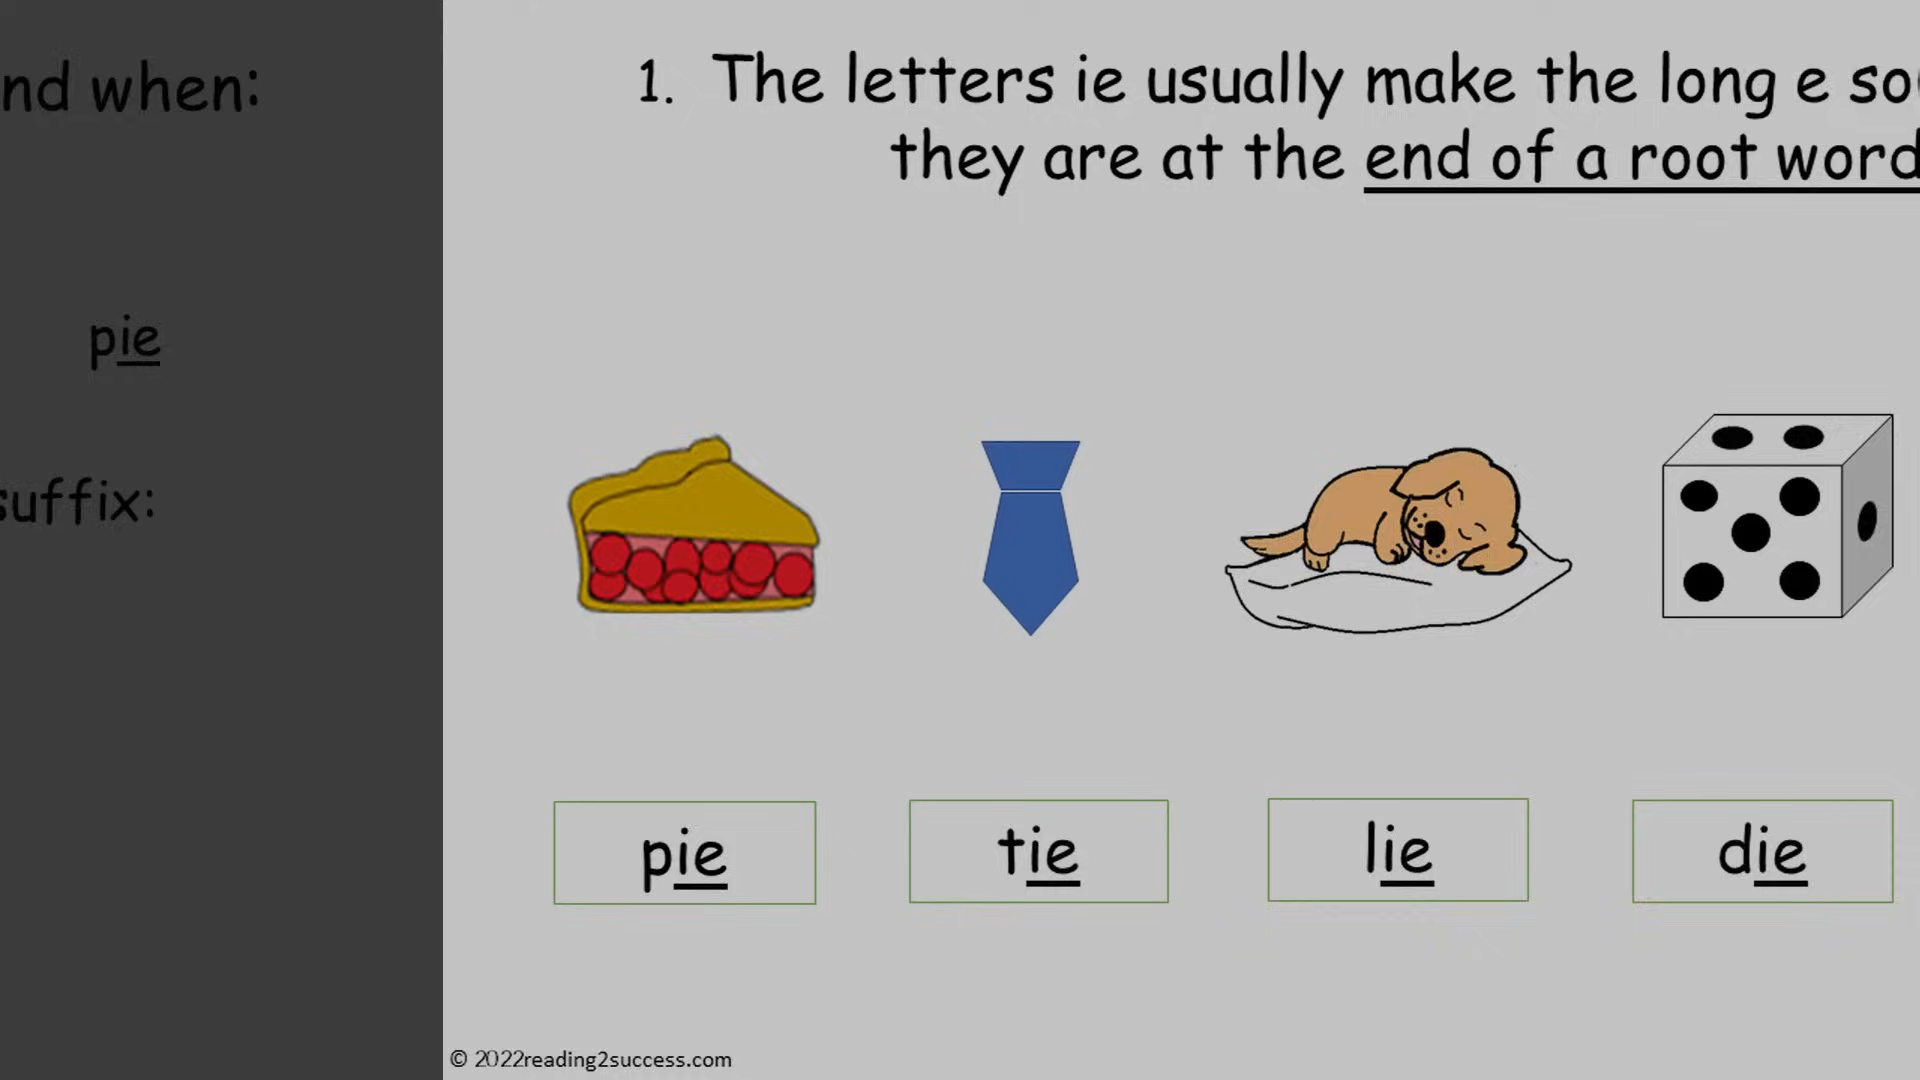 nd when:
pie
suffix:
1. The letters ie usually make the long e so
they are at the end of a root word
pie
tie
lie
die
© 2022reading2success.com